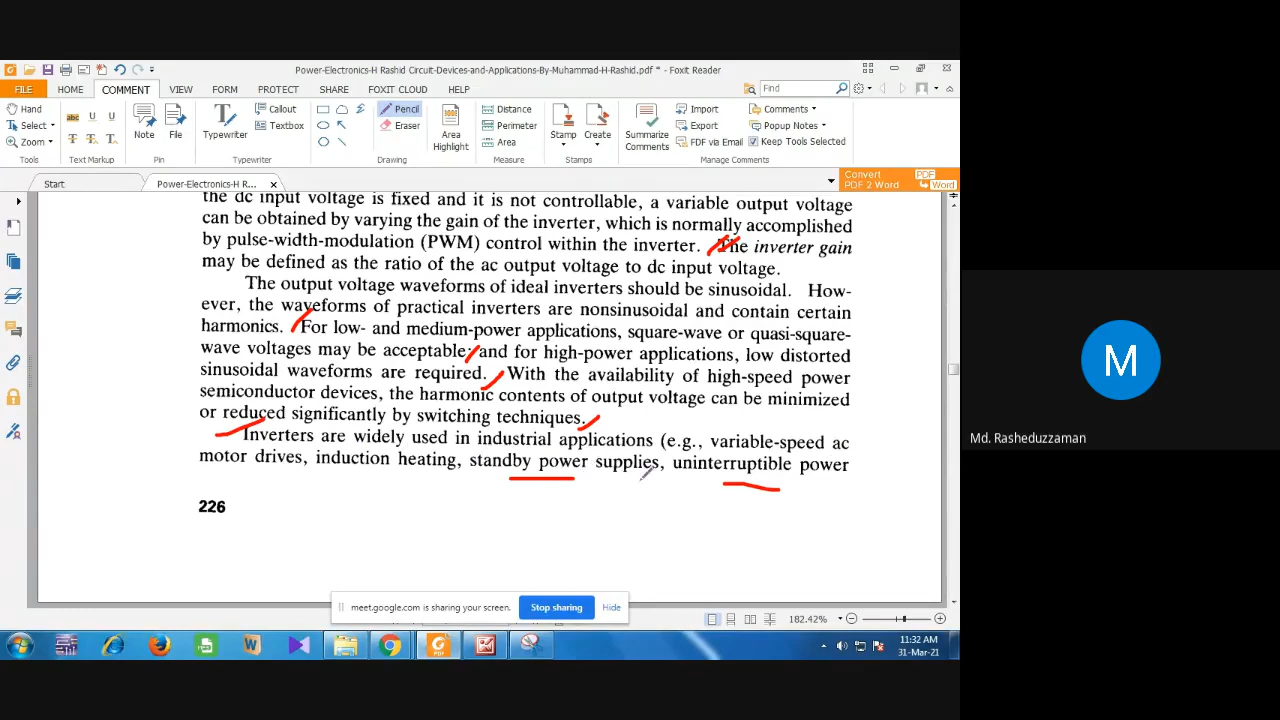 Power-Electronics-H Rashid Circuit-Devices-and-Applications-By-Muhammad-H-Rashid.pdf * - Foxit Reader
FILE HOME COMMENT VIEW FORM PROTECT SHARE FOXIT CLOUD HELP
Find
Hand
Select
Zoom
Tools
Text Markup
Note
File
Pin
Typewriter
Callout
Textbox
Typewriter
Pencil
Eraser
Drawing
Area Highlight
Distance
Perimeter
Area
Measure
Stamp
Create
Stamps
Summarize Comments
Import
Export
FDF via Email
Comments
Popup Notes
Keep Tools Selected
Manage Comments
Start
Power-Electronics-H R...
Convert
PDF 2 Word
PDF
Word
the dc input voltage is fixed and it is not controllable, a variable output voltage
can be obtained by varying the gain of the inverter, which is normally accomplished
by pulse-width-modulation (PWM) control within the inverter. The inverter gain
may be defined as the ratio of the ac output voltage to dc input voltage.
The output voltage waveforms of ideal inverters should be sinusoidal. How-
ever, the waveforms of practical inverters are nonsinusoidal and contain certain
harmonics. For low- and medium-power applications, square-wave or quasi-square-
wave voltages may be acceptable; and for high-power applications, low distorted
sinusoidal waveforms are required. With the availability of high-speed power
semiconductor devices, the harmonic contents of output voltage can be minimized
or reduced significantly by switching techniques.
Inverters are widely used in industrial applications (e.g., variable-speed ac
motor drives, induction heating, standby power supplies, uninterruptible power
226
meet.google.com is sharing your screen. Stop sharing Hide
182.42%
11:32 AM
31-Mar-21
M
Md. Rasheduzzaman